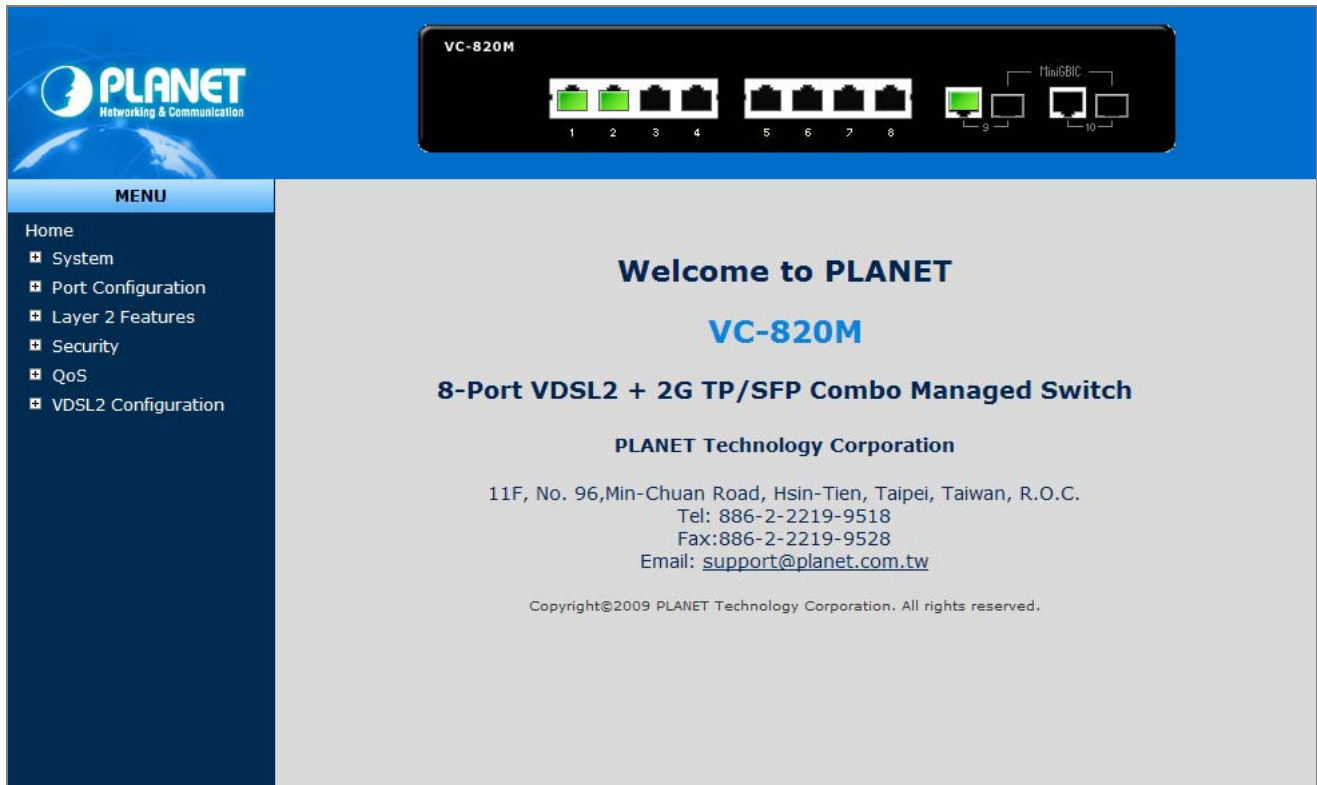 PLANET
Networking & Communication
VC-820M
MiniGBIC
1 2 3 4 5 6 7 8 9 10
MENU
Home
System
Port Configuration
Layer 2 Features
Security
QoS
VDSL2 Configuration
Welcome to PLANET
VC-820M
8-Port VDSL2 + 2G TP/SFP Combo Managed Switch
PLANET Technology Corporation
11F, No. 96,Min-Chuan Road, Hsin-Tien, Taipei, Taiwan, R.O.C.
Tel: 886-2-2219-9518
Fax:886-2-2219-9528
Email: support@planet.com.tw
Copyright©2009 PLANET Technology Corporation. All rights reserved.